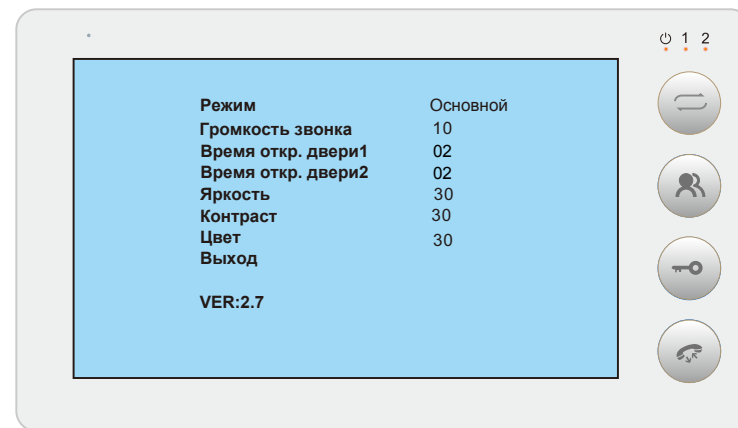 1 2
Режим Основной
Громкость звонка 10
Время откр. двери1 02
Время откр. двери2 02
Яркость 30
Контраст 30
Цвет 30
Выход
VER:2.7